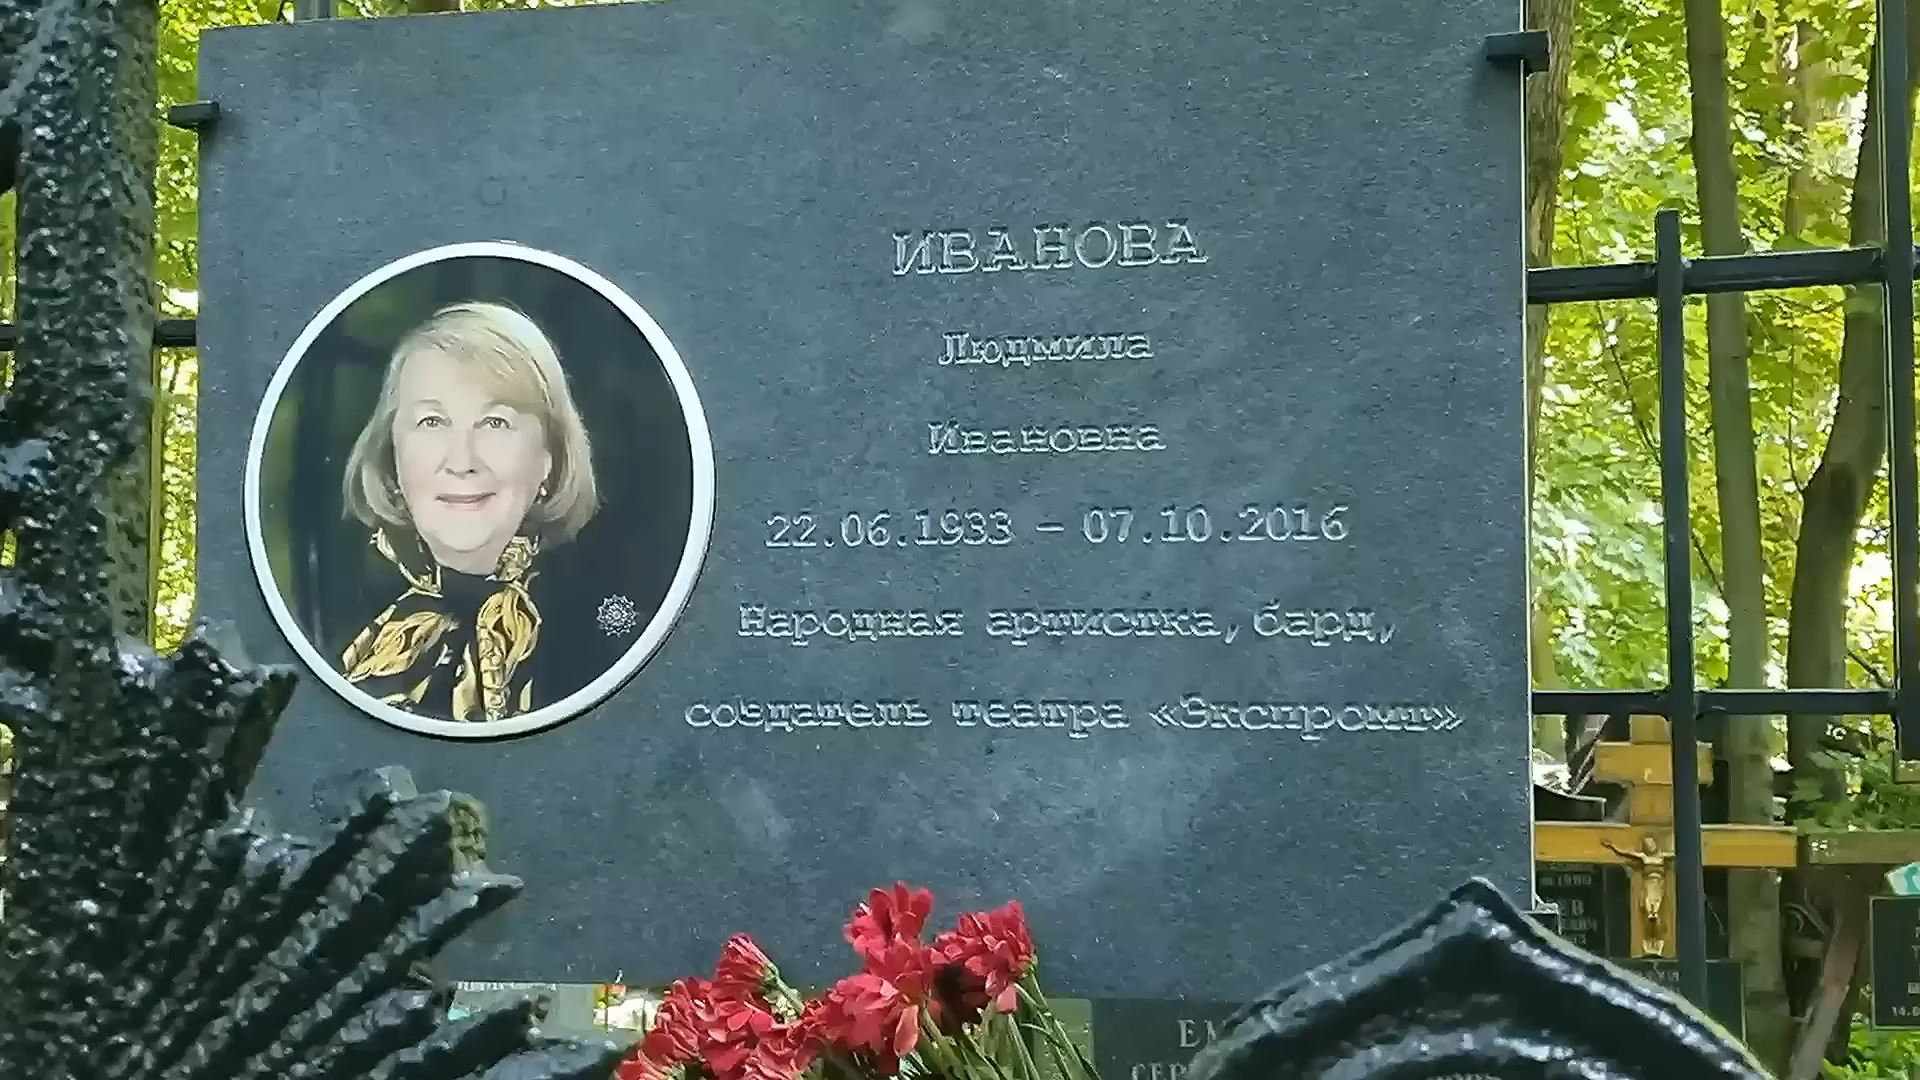 ИВАНОВА
Людмила
Ивановна
22.06.1933 – 07.10.2016
Народная артистка, бард,
создатель театра «Экспромт»